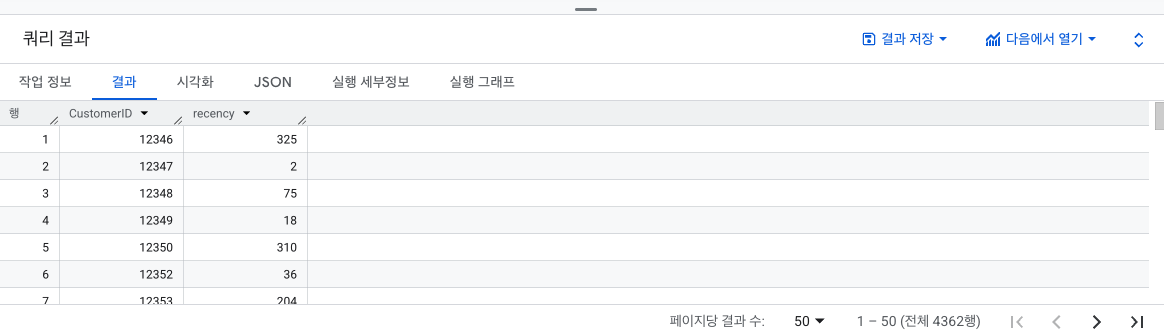 쿼리 결과 결과 저장 다음에서 열기
작업 정보 결과 시각화 JSON 실행 세부정보 실행 그래프
행 CustomerID recency
1 12346 325
2 12347 2
3 12348 75
4 12349 18
5 12350 310
6 12352 36
7 12353 204
페이지당 결과 수: 50 1 – 50 (전체 4362행)